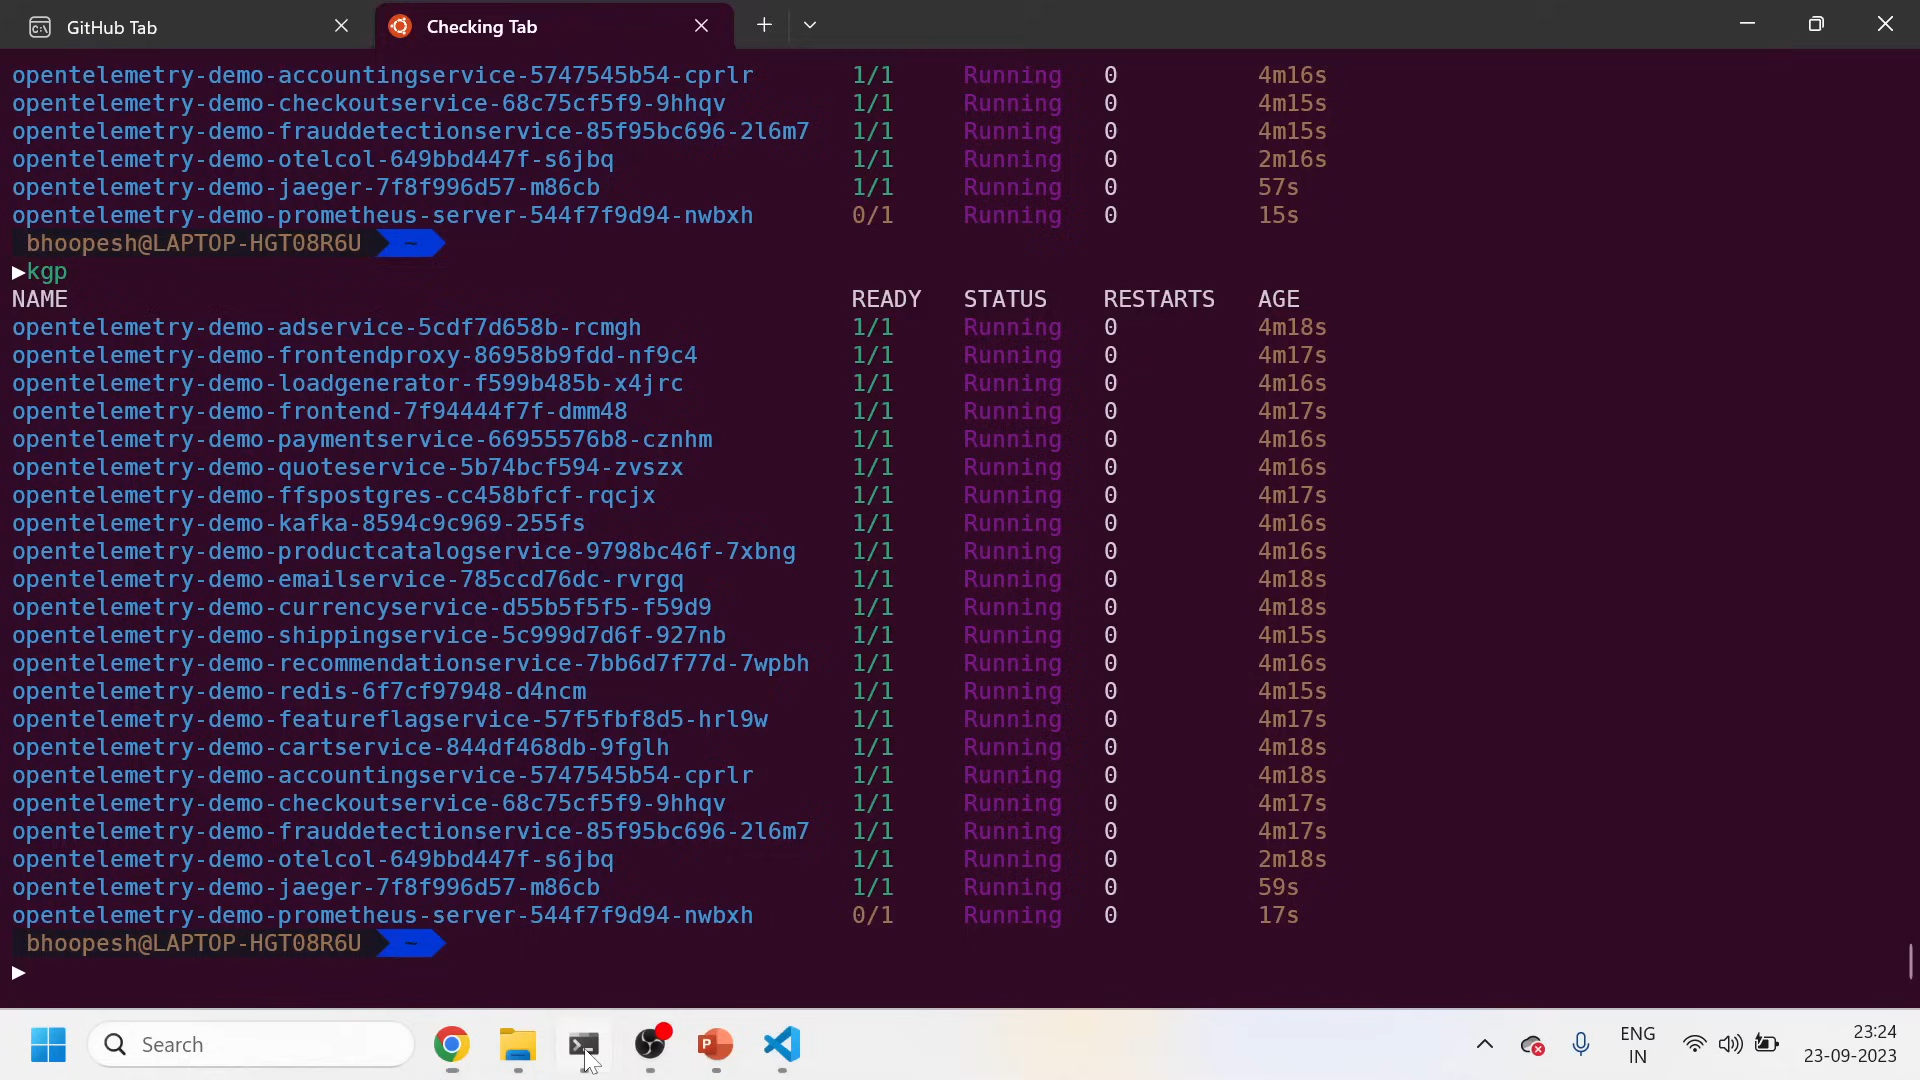 GitHub Tab
Checking Tab
opentelemetry-demo-accountingservice-5747545b54-cprlr 1/1 Running 0 4m16s
opentelemetry-demo-checkoutservice-68c75cf5f9-9hhqv 1/1 Running 0 4m15s
opentelemetry-demo-frauddetectionservice-85f95bc696-2l6m7 1/1 Running 0 4m15s
opentelemetry-demo-otelcol-649bbd447f-s6jbq 1/1 Running 0 2m16s
opentelemetry-demo-jaeger-7f8f996d57-m86cb 1/1 Running 0 57s
opentelemetry-demo-prometheus-server-544f7f9d94-nwbxh 0/1 Running 0 15s
bhoopesh@LAPTOP-HGT08R6U ~
▶kgp
NAME READY STATUS RESTARTS AGE
opentelemetry-demo-adservice-5cdf7d658b-rcmgh 1/1 Running 0 4m18s
opentelemetry-demo-frontendproxy-86958b9fdd-nf9c4 1/1 Running 0 4m17s
opentelemetry-demo-loadgenerator-f599b485b-x4jrc 1/1 Running 0 4m16s
opentelemetry-demo-frontend-7f94444f7f-dmm48 1/1 Running 0 4m17s
opentelemetry-demo-paymentservice-66955576b8-cznhm 1/1 Running 0 4m16s
opentelemetry-demo-quoteservice-5b74bcf594-zvszx 1/1 Running 0 4m16s
opentelemetry-demo-ffspostgres-cc458bfcf-rqcjx 1/1 Running 0 4m17s
opentelemetry-demo-kafka-8594c9c969-255fs 1/1 Running 0 4m16s
opentelemetry-demo-productcatalogservice-9798bc46f-7xbng 1/1 Running 0 4m16s
opentelemetry-demo-emailservice-785ccd76dc-rvrgq 1/1 Running 0 4m18s
opentelemetry-demo-currencyservice-d55b5f5f5-f59d9 1/1 Running 0 4m18s
opentelemetry-demo-shippingservice-5c999d7d6f-927nb 1/1 Running 0 4m15s
opentelemetry-demo-recommendationservice-7bb6d7f77d-7wpbh 1/1 Running 0 4m16s
opentelemetry-demo-redis-6f7cf97948-d4ncm 1/1 Running 0 4m15s
opentelemetry-demo-featureflagservice-57f5fbf8d5-hrl9w 1/1 Running 0 4m17s
opentelemetry-demo-cartservice-844df468db-9fglh 1/1 Running 0 4m18s
opentelemetry-demo-accountingservice-5747545b54-cprlr 1/1 Running 0 4m18s
opentelemetry-demo-checkoutservice-68c75cf5f9-9hhqv 1/1 Running 0 4m17s
opentelemetry-demo-frauddetectionservice-85f95bc696-2l6m7 1/1 Running 0 4m17s
opentelemetry-demo-otelcol-649bbd447f-s6jbq 1/1 Running 0 2m18s
opentelemetry-demo-jaeger-7f8f996d57-m86cb 1/1 Running 0 59s
opentelemetry-demo-prometheus-server-544f7f9d94-nwbxh 0/1 Running 0 17s
bhoopesh@LAPTOP-HGT08R6U ~
▶
Search
ENG
IN
23:24
23-09-2023